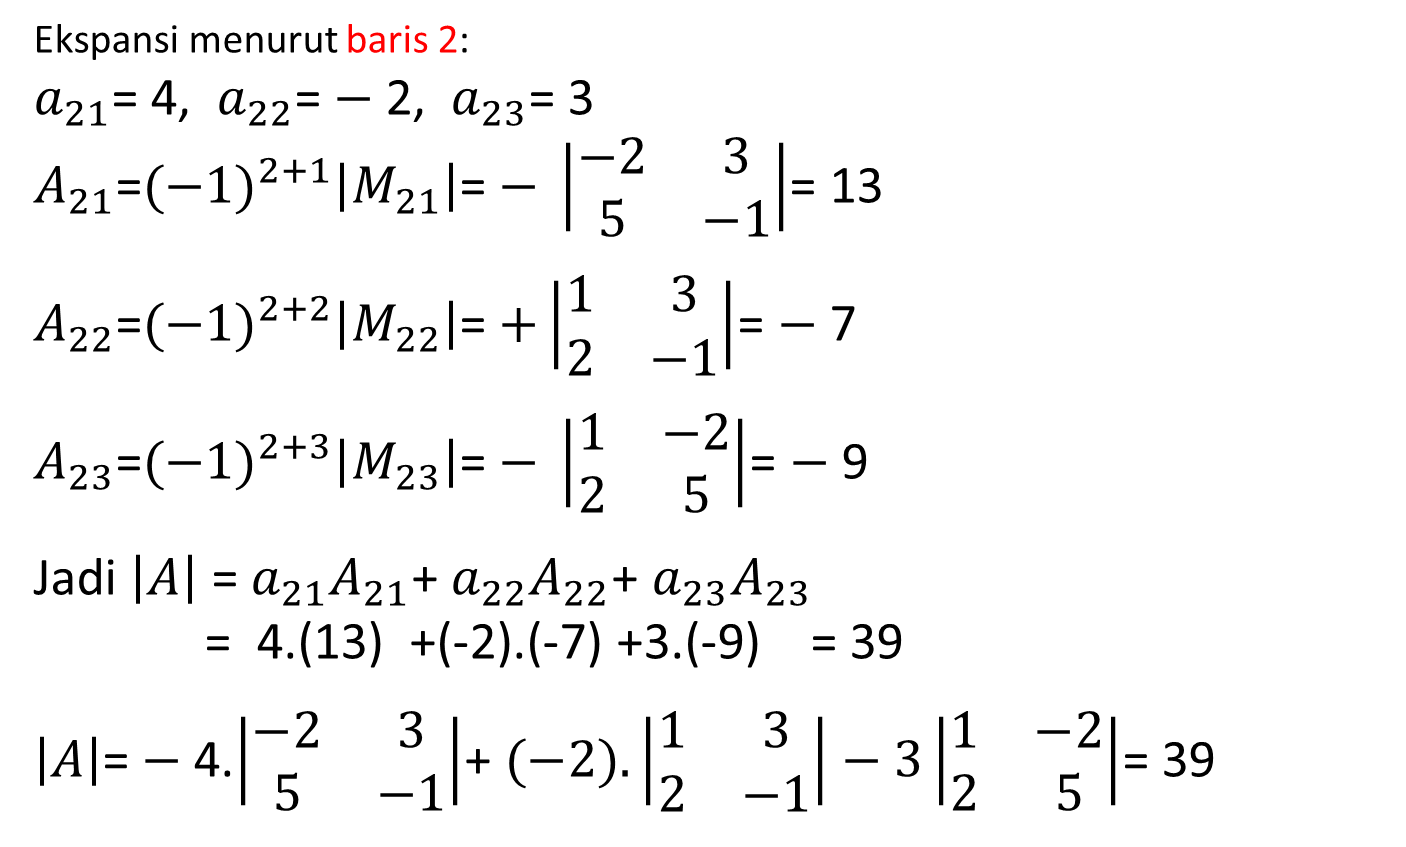 Ekspansi menurut baris 2:
𝑎₂₁= 4, 𝑎₂₂= − 2, 𝑎₂₃= 3
𝐴₂₁=(−1)²⁺¹|𝑀₂₁|= − |−2 3; 5 −1|= 13
𝐴₂₂=(−1)²⁺²|𝑀₂₂|= + |1 3; 2 −1|= − 7
𝐴₂₃=(−1)²⁺³|𝑀₂₃|= − |1 −2; 2 5|= − 9
Jadi |𝐴| = 𝑎₂₁𝐴₂₁+ 𝑎₂₂𝐴₂₂+ 𝑎₂₃𝐴₂₃
= 4.(13) +(-2).(-7) +3.(-9) = 39
|𝐴|= − 4.|−2 3; 5 −1|+ (−2). |1 3; 2 −1| − 3 |1 −2; 2 5|= 39